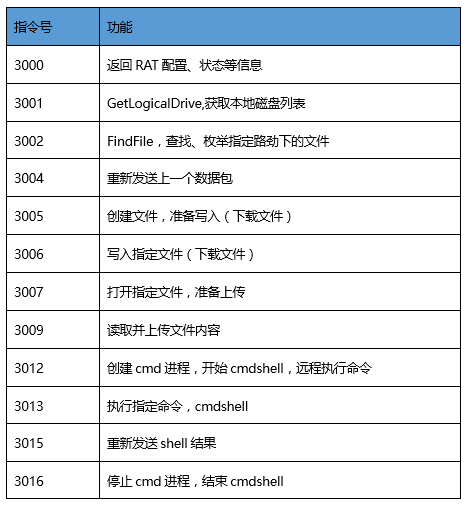 指令号 功能
3000 返回 RAT 配置、状态等信息
3001 GetLogicalDrive,获取本地磁盘列表
3002 FindFile，查找、枚举指定路劲下的文件
3004 重新发送上一个数据包
3005 创建文件，准备写入（下载文件）
3006 写入指定文件（下载文件）
3007 打开指定文件，准备上传
3009 读取并上传文件内容
3012 创建 cmd 进程，开始 cmdshell，远程执行命令
3013 执行指定命令，cmdshell
3015 重新发送 shell 结果
3016 停止 cmd 进程，结束 cmdshell